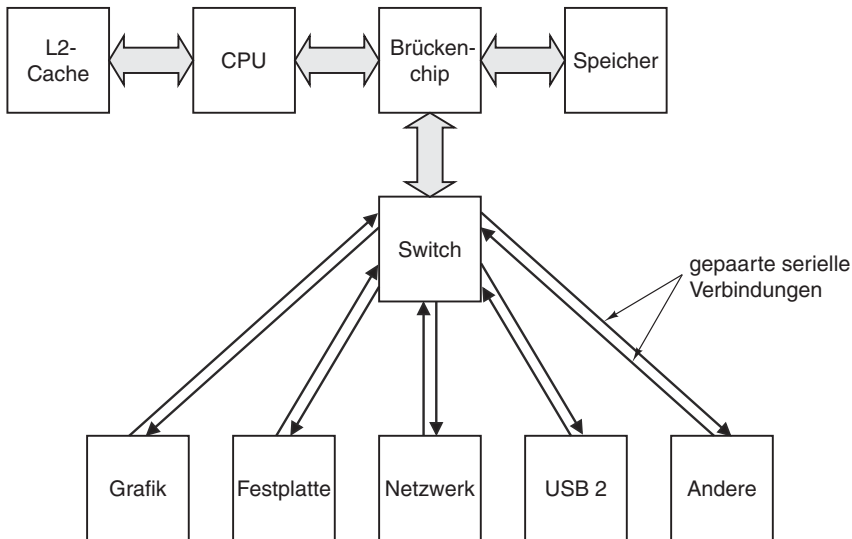 L2-
Cache
CPU
Brücken-
chip
Speicher
Switch
gepaarte serielle
Verbindungen
Grafik
Festplatte
Netzwerk
USB 2
Andere